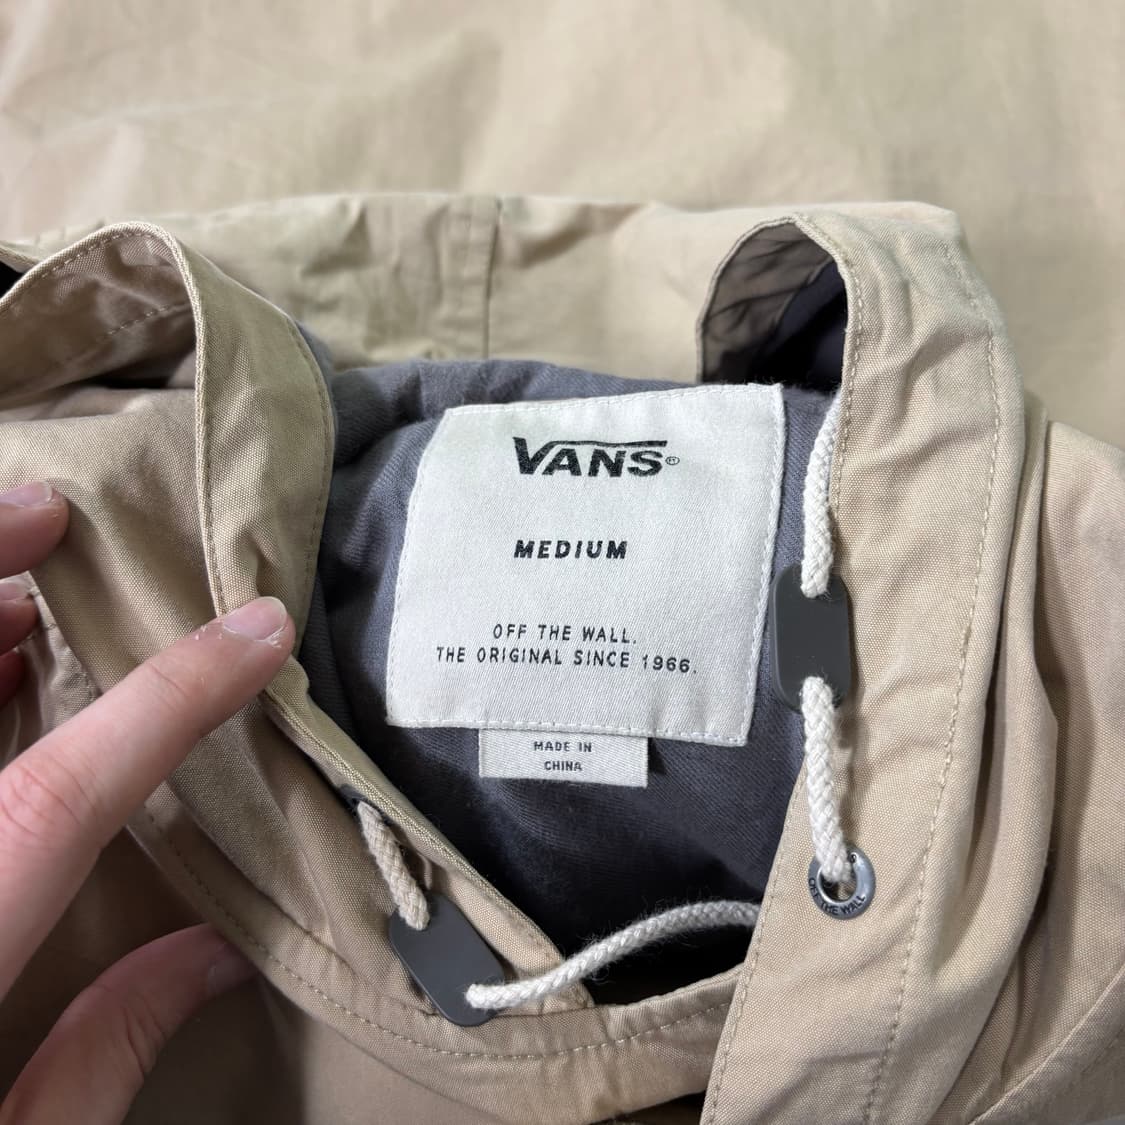 VANS®
MEDIUM
OFF THE WALL.
THE ORIGINAL SINCE 1966.
MADE IN
CHINA
OFF THE WALL